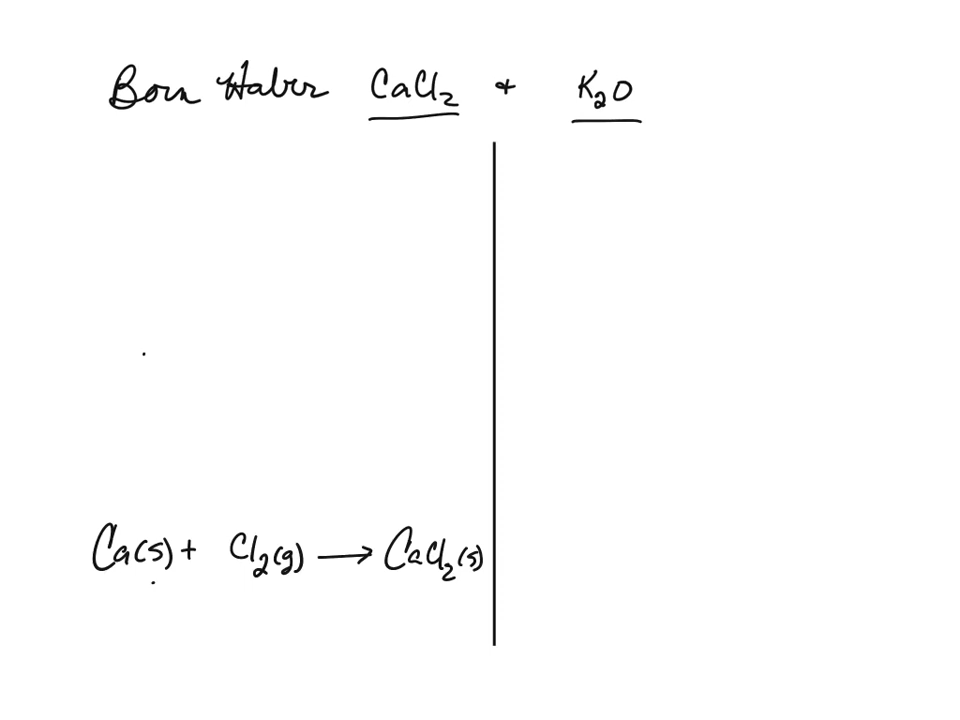 Born Haber CaCl₂ + K₂O
Ca(s) + Cl₂(g) ⟶ CaCl₂(s)